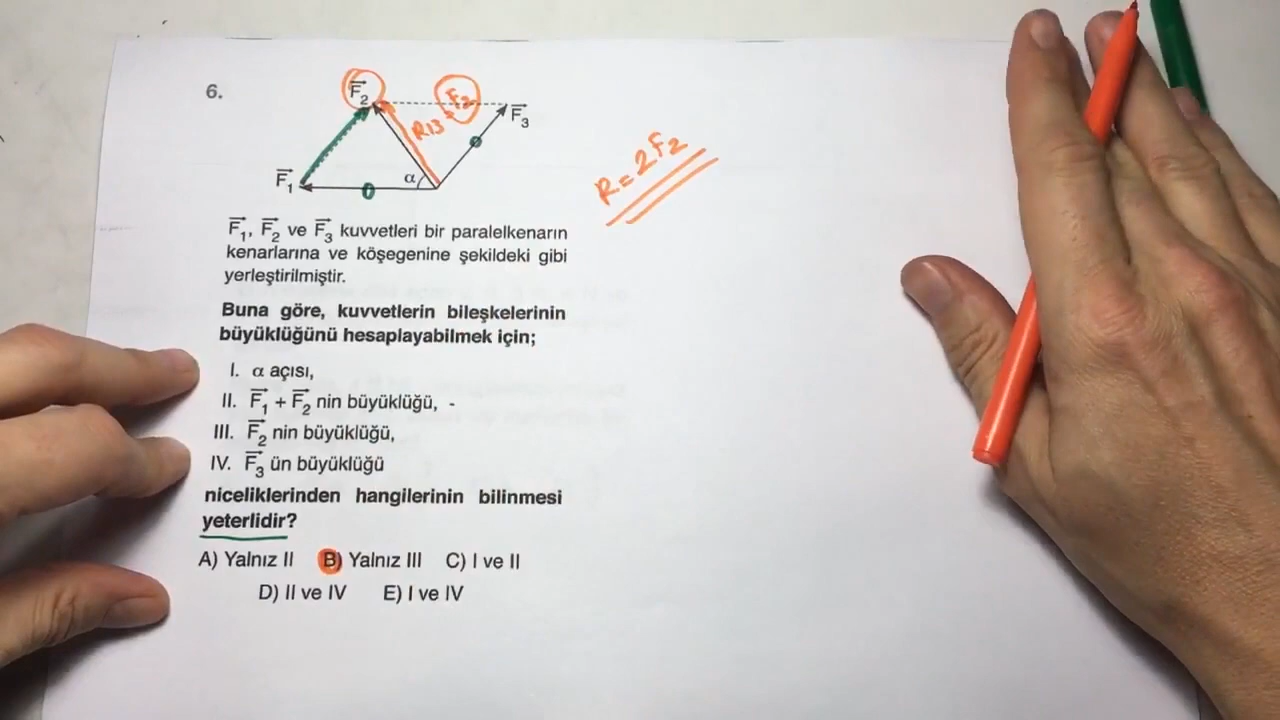 6.
F₂
F₂
R13 +
F₃
F₁
α
R = 2F₂
F₁, F₂ ve F₃ kuvvetleri bir paralelkenarın
kenarlarına ve köşegenine şekildeki gibi
yerleştirilmiştir.
Buna göre, kuvvetlerin bileşkelerinin
büyüklüğünü hesaplayabilmek için;
I. α açısı,
II. F₁ + F₂ nin büyüklüğü, -
III. F₂ nin büyüklüğü,
IV. F₃ ün büyüklüğü
niceliklerinden hangilerinin bilinmesi
yeterlidir?
A) Yalnız II B) Yalnız III C) I ve II
D) II ve IV E) I ve IV